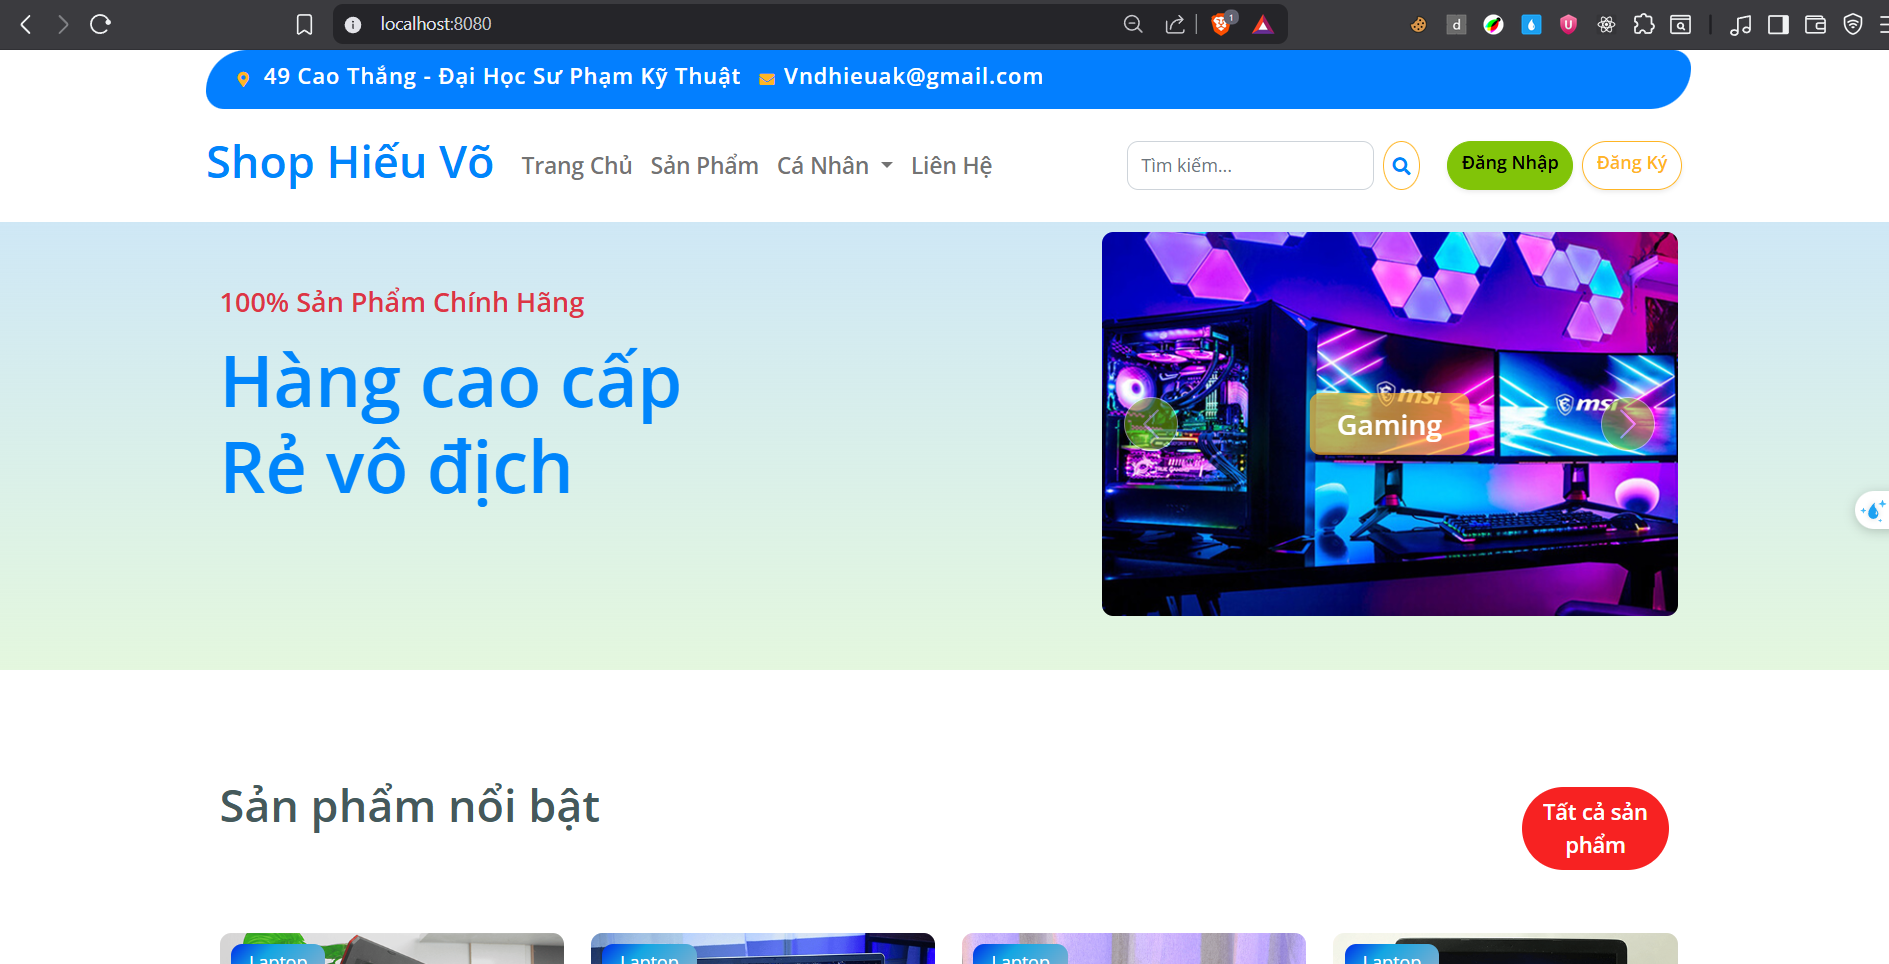 localhost:8080
49 Cao Thắng - Đại Học Sư Phạm Kỹ Thuật Vndhieuak@gmail.com
Shop Hiếu Võ Trang Chủ Sản Phẩm Cá Nhân Liên Hệ Tìm kiếm... Đăng Nhập Đăng Ký
100% Sản Phẩm Chính Hãng
Hàng cao cấp
Rẻ vô địch
msi msi
Gaming
Sản phẩm nổi bật
Tất cả sản
phẩm
Laptop Laptop Laptop Laptop